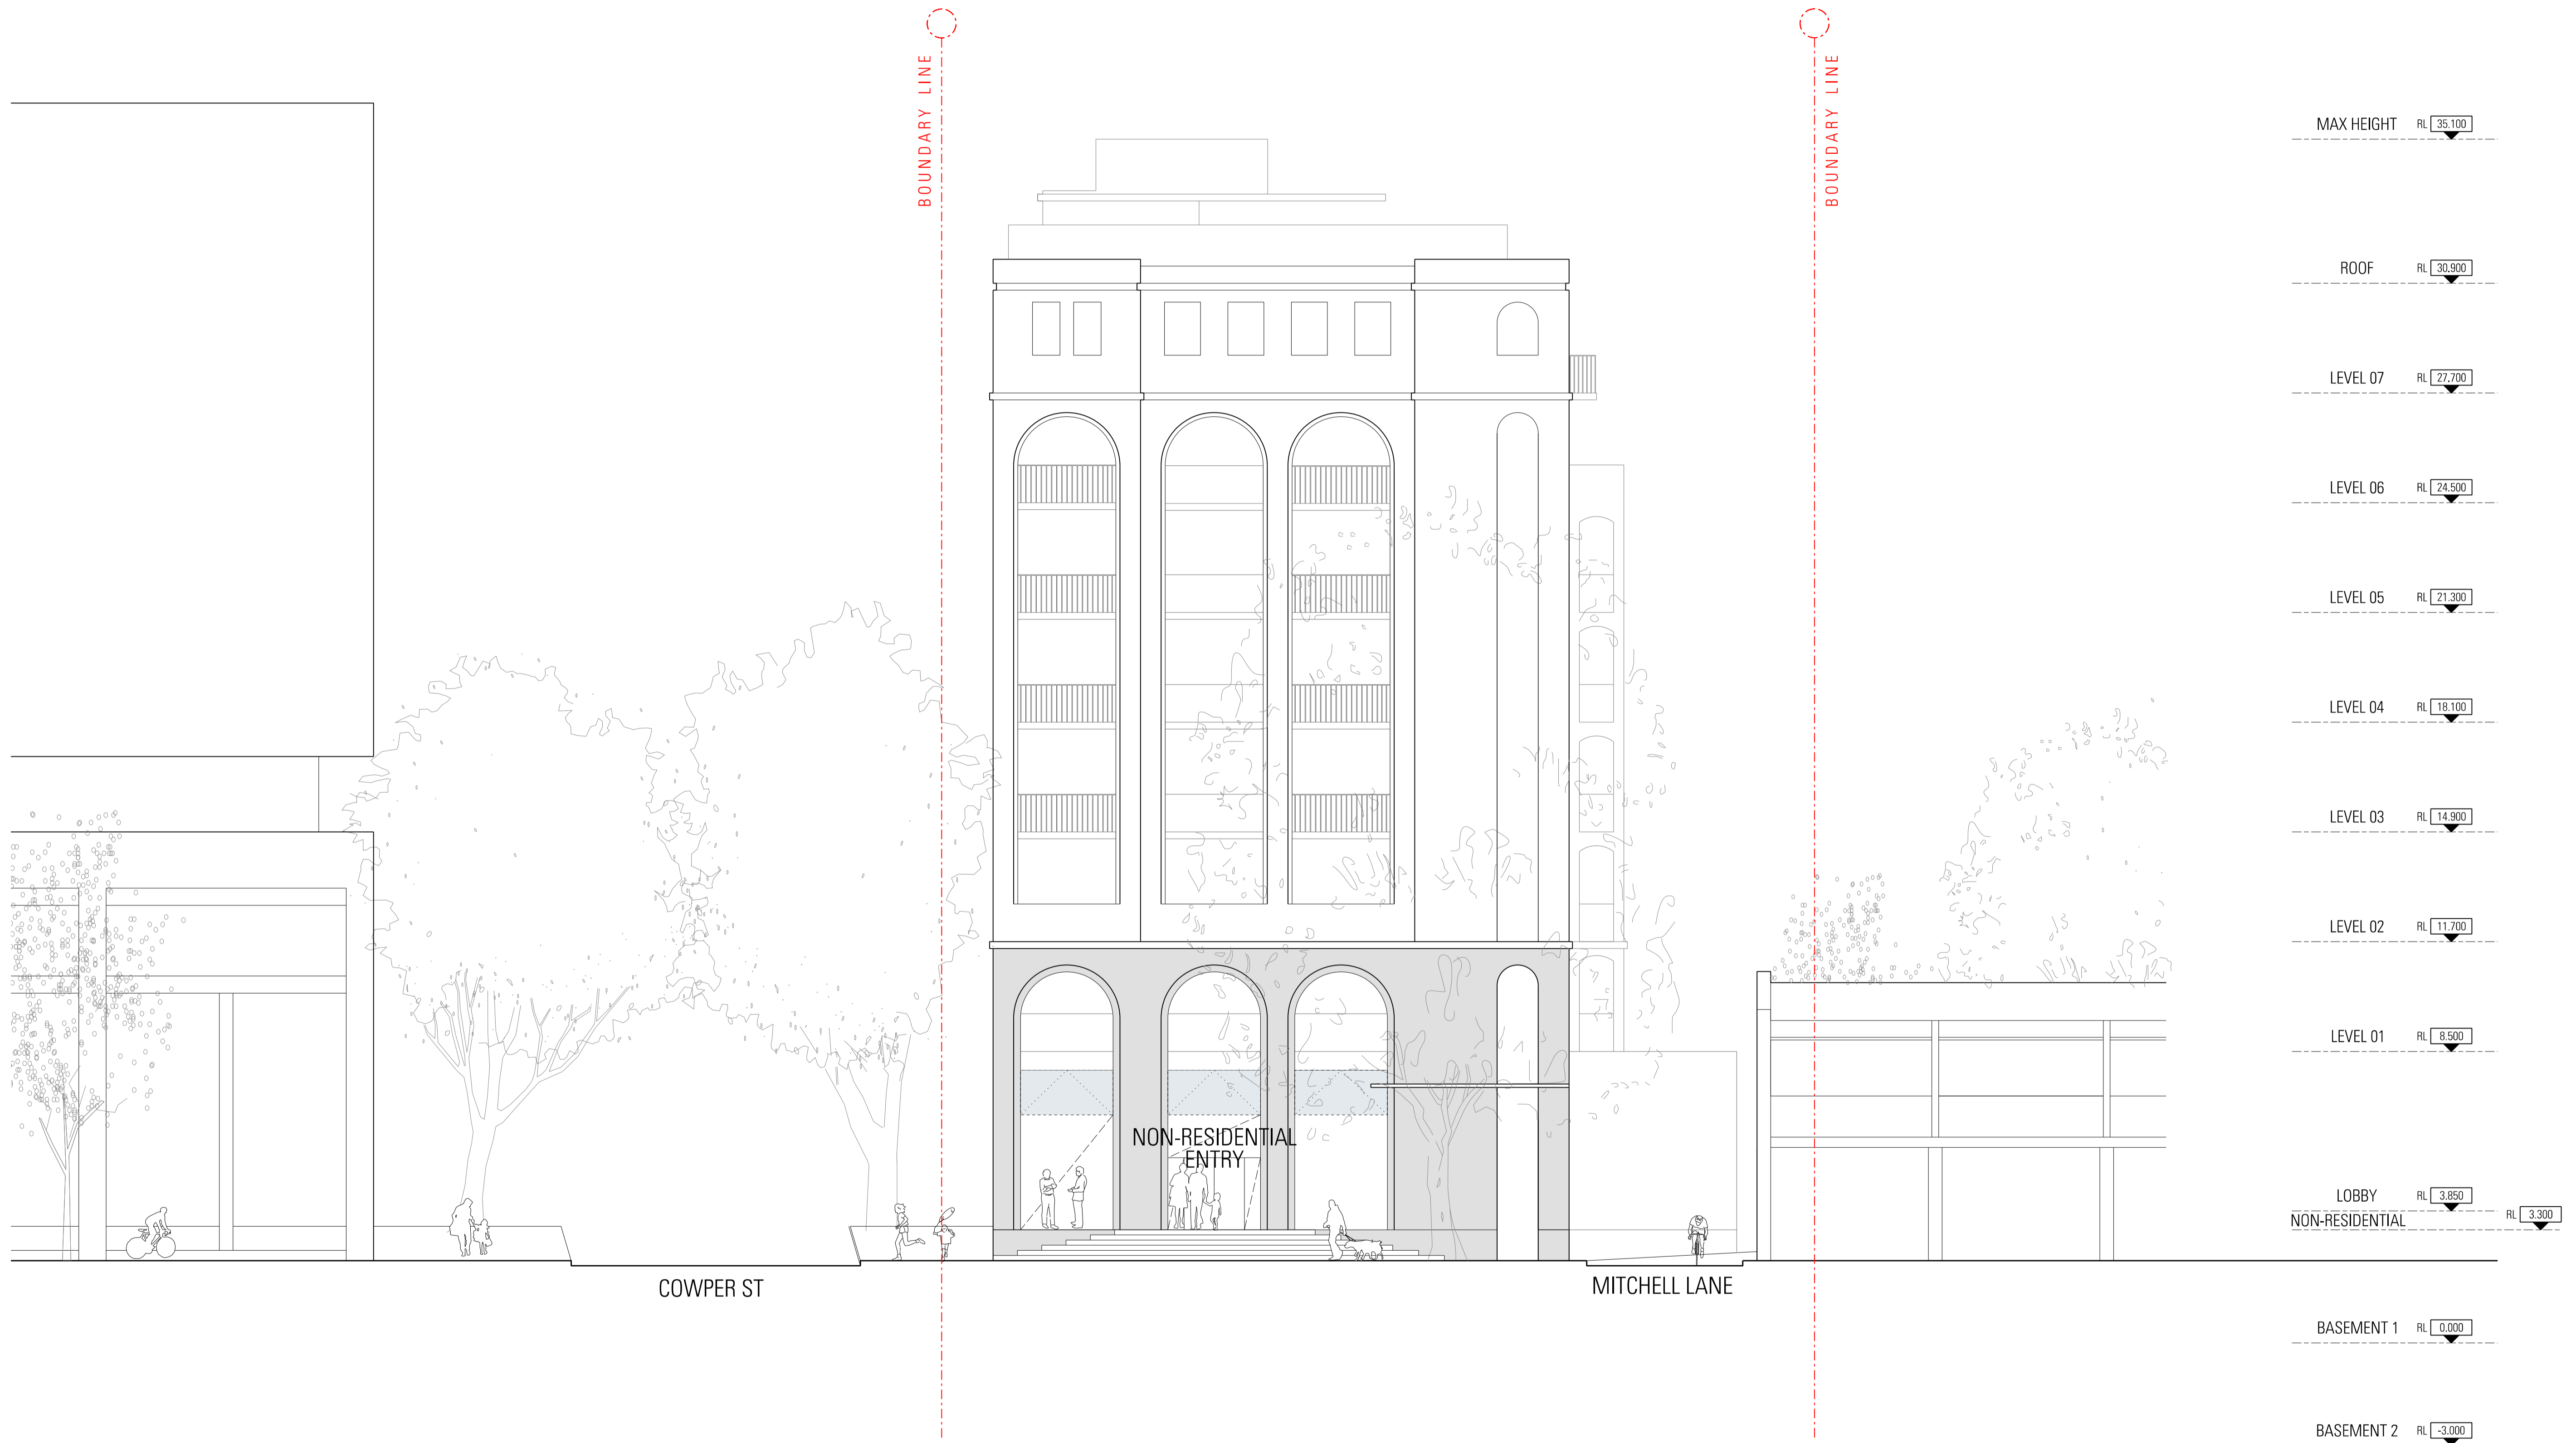 BOUNDARY LINE
BOUNDARY LINE
MAX HEIGHT RL 35.100
ROOF RL 30.900
LEVEL 07 RL 27.700
LEVEL 06 RL 24.500
LEVEL 05 RL 21.300
LEVEL 04 RL 18.100
LEVEL 03 RL 14.900
LEVEL 02 RL 11.700
LEVEL 01 RL 8.500
NON-RESIDENTIAL
ENTRY
LOBBY RL 3.850
NON-RESIDENTIAL RL 3.300
COWPER ST
MITCHELL LANE
BASEMENT 1 RL 0.000
BASEMENT 2 RL -3.000